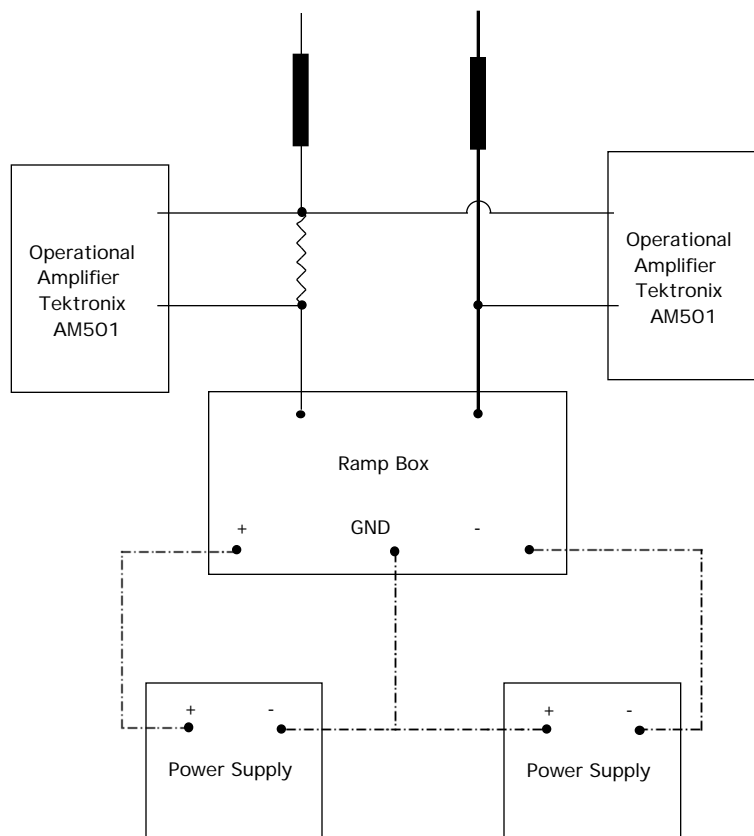 Operational
Amplifier
Tektronix
AM501
Operational
Amplifier
Tektronix
AM501
Ramp Box
+ GND -
+ -
Power Supply
+ -
Power Supply